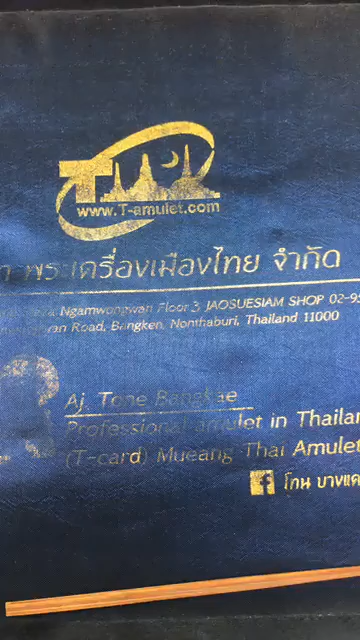 www.T-amulet.com
พระเครื่องเมืองไทย จำกัด
Ngamwongwan Floor 3 JAOSUESIAM SHOP 02-95
Road, Bangken, Nonthaburi, Thailand 11000
Aj. Tone Bangkae
Professional amulet in Thailan
(T-card) Mueang Thai Amulet
f โทน บางแค